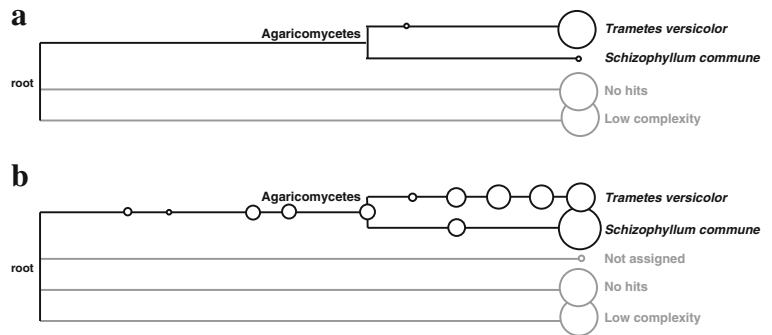 a
Agaricomycetes
Trametes versicolor
Schizophyllum commune
root
No hits
Low complexity
b
Agaricomycetes
Trametes versicolor
Schizophyllum commune
root
Not assigned
No hits
Low complexity